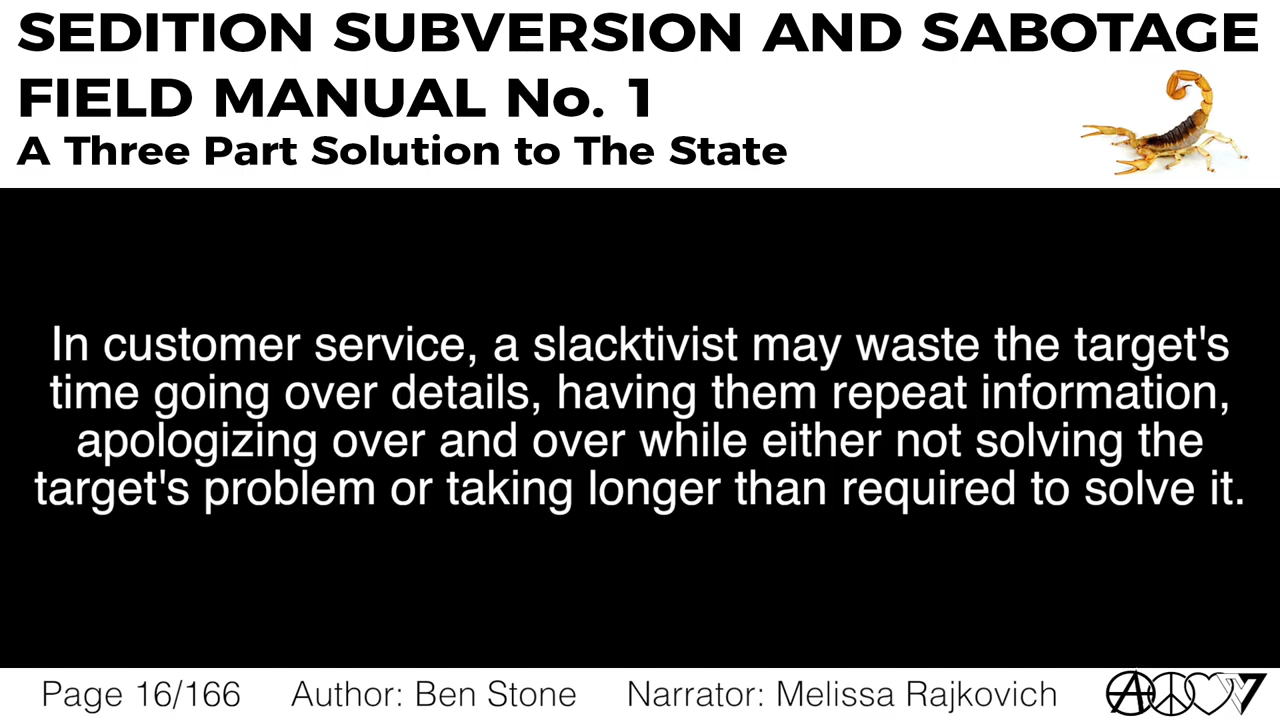 SEDITION SUBVERSION AND SABOTAGE
FIELD MANUAL No. 1
A Three Part Solution to The State
In customer service, a slacktivist may waste the target's
time going over details, having them repeat information,
apologizing over and over while either not solving the
target's problem or taking longer than required to solve it.
Page 16/166 Author: Ben Stone Narrator: Melissa Rajkovich